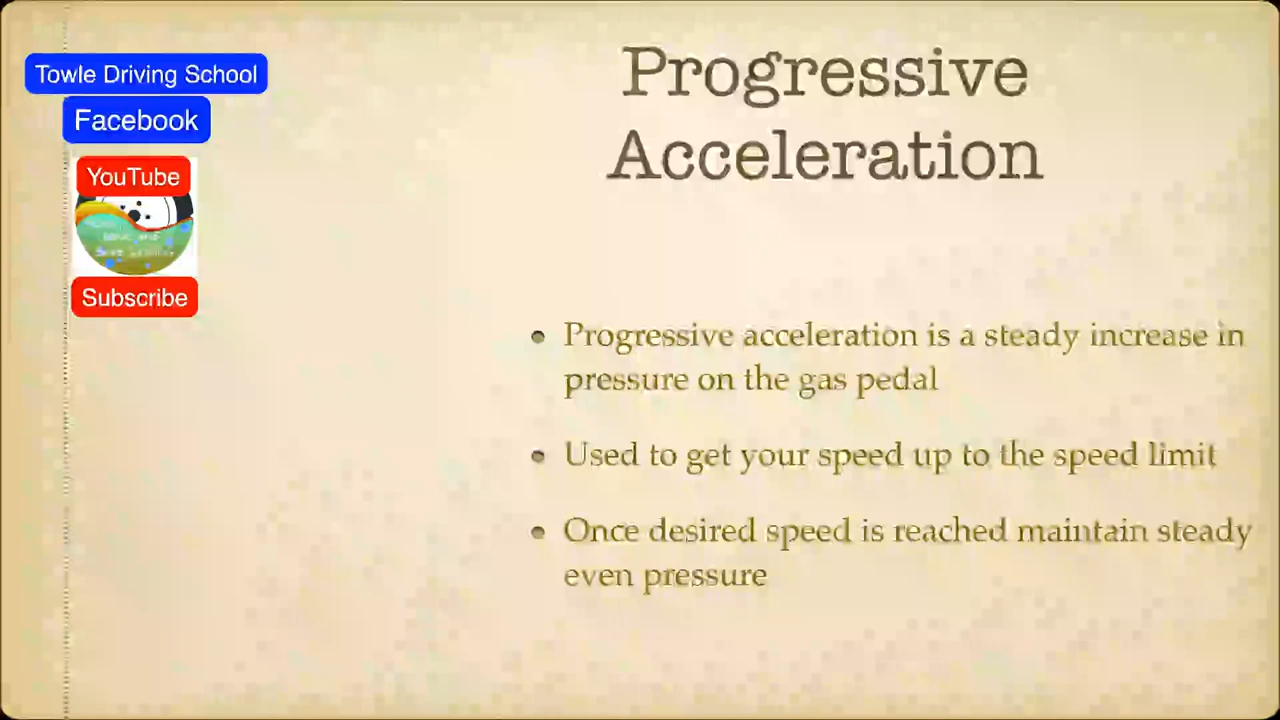 Towle Driving School
Facebook
YouTube
Subscribe
Progressive
Acceleration
• Progressive acceleration is a steady increase in
pressure on the gas pedal
• Used to get your speed up to the speed limit
• Once desired speed is reached maintain steady
even pressure